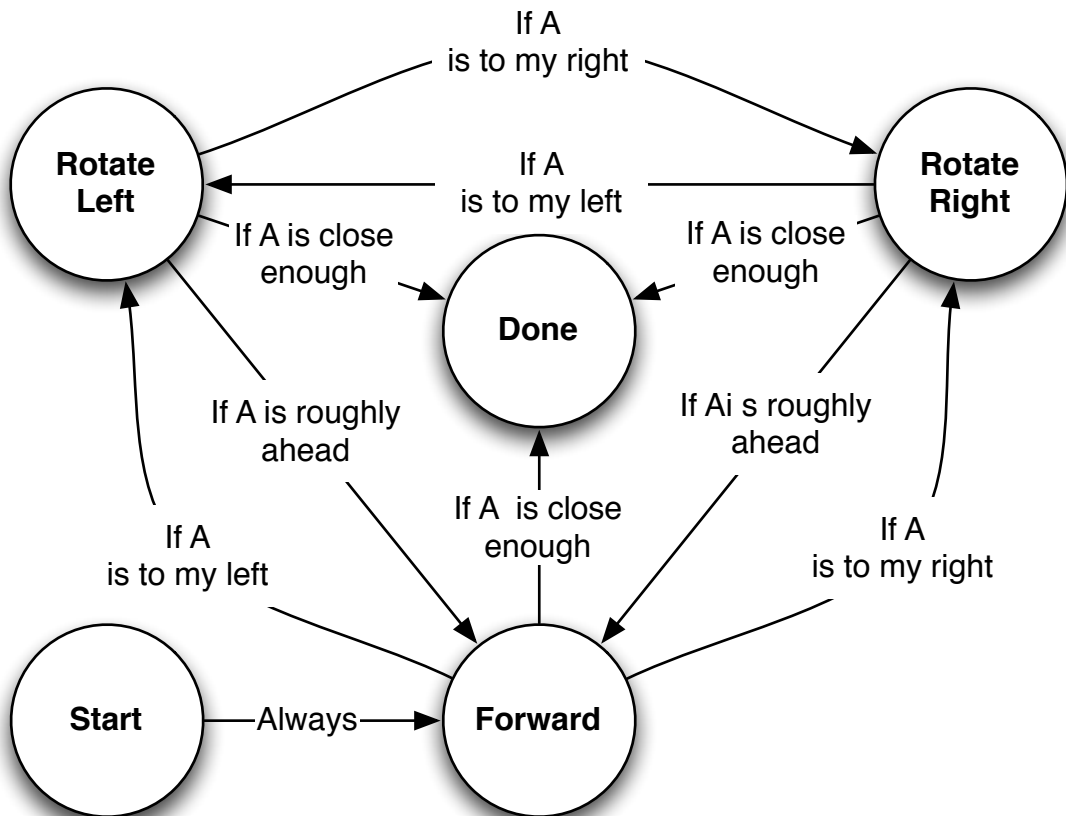 If A
is to my right
Rotate
Left
If A
is to my left
Rotate
Right
If A is close
enough
If A is close
enough
Done
If A is roughly
ahead
If Ai s roughly
ahead
If A  is close
enough
If A
is to my left
If A
is to my right
Start
Always
Forward